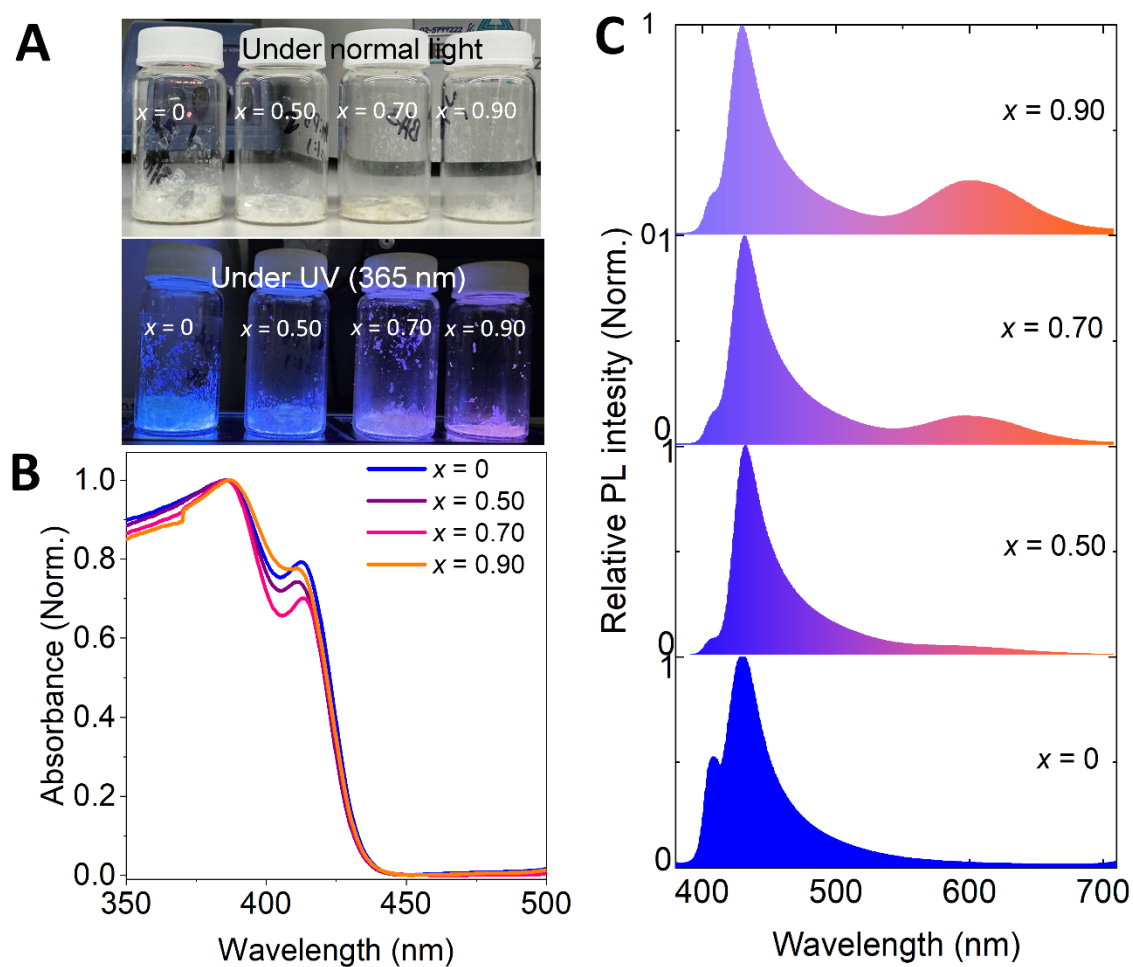 A
02-5799222
Under normal light
x = 0
x = 0.50
x = 0.70
x = 0.90
Under UV (365 nm)
x = 0
x = 0.50
x = 0.70
x = 0.90
B
Absorbance (Norm.)
1.0
0.8
0.6
0.4
0.2
0.0
x = 0
x = 0.50
x = 0.70
x = 0.90
350
400
450
500
Wavelength (nm)
C
Relative PL intesity (Norm.)
1
x = 0.90
0
1
x = 0.70
0
1
x = 0.50
0
1
x = 0
0
400
500
600
700
Wavelength (nm)